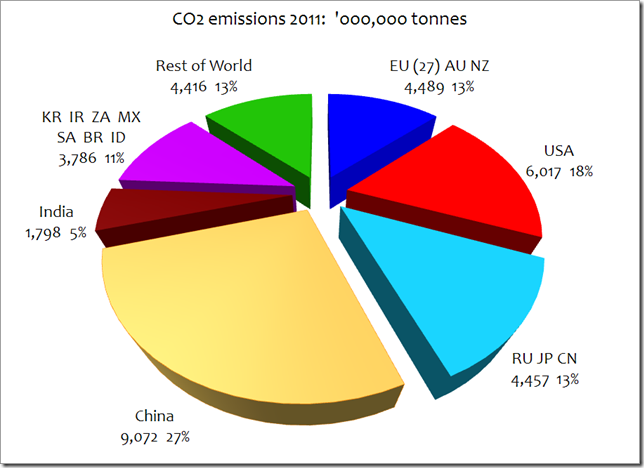 CO2 emissions 2011: '000,000 tonnes
Rest of World
4,416 13%
EU (27) AU NZ
4,489 13%
KR IR ZA MX
SA BR ID
3,786 11%
USA
6,017 18%
India
1,798 5%
RU JP CN
4,457 13%
China
9,072 27%